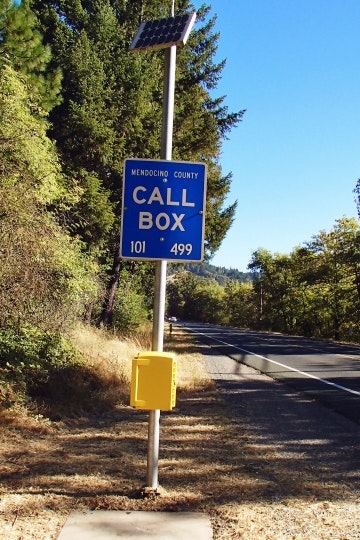 MENDOCINO COUNTY
CALL
BOX
101 499